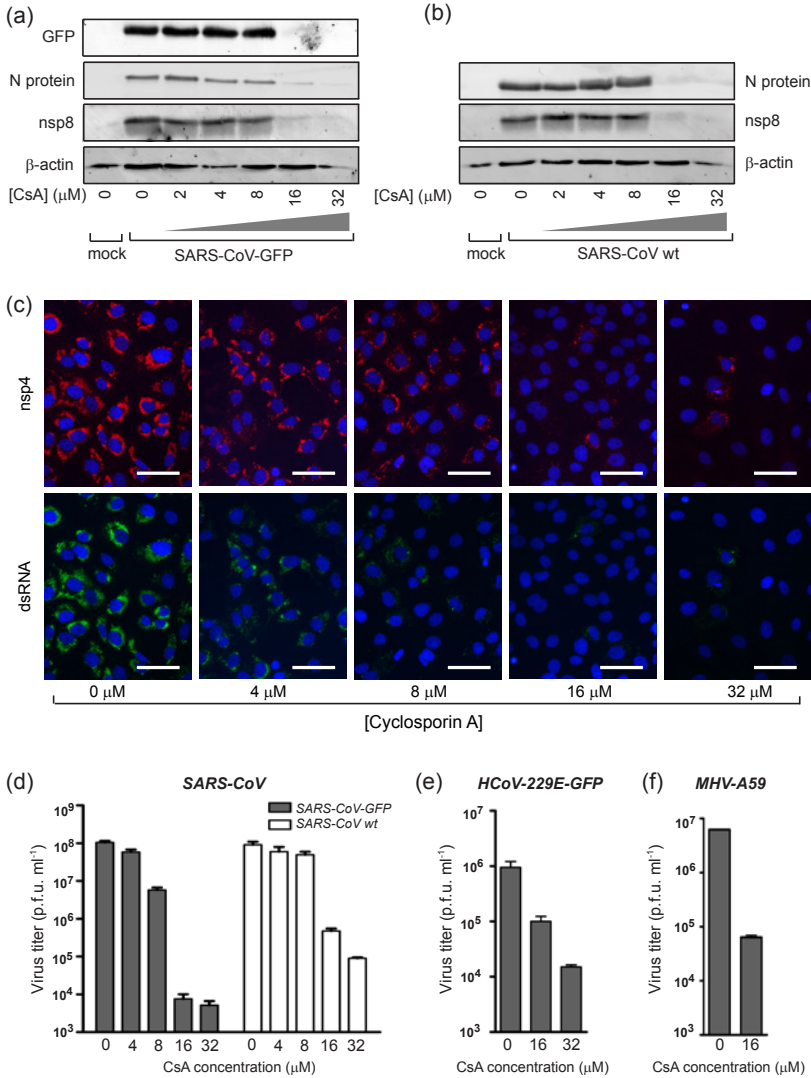 (a)
GFP
N protein
nsp8
β-actin
[CsA] (μM)
0 0 2 4 8 16 32
mock SARS-CoV-GFP
(b)
N protein
nsp8
β-actin
[CsA] (μM)
0 0 2 4 8 16 32
mock SARS-CoV wt
(c)
nsp4
dsRNA
0 μM 4 μM 8 μM 16 μM 32 μM
[Cyclosporin A]
(d) SARS-CoV
SARS-CoV-GFP
SARS-CoV wt
Virus titer (p.f.u. ml⁻¹)
10⁹
10⁸
10⁷
10⁶
10⁵
10⁴
10³
0 4 8 16 32 0 4 8 16 32
CsA concentration (μM)
(e) HCoV-229E-GFP
Virus titer (p.f.u. ml⁻¹)
10⁷
10⁶
10⁵
10⁴
10³
0 16 32
CsA concentration (μM)
(f) MHV-A59
Virus titer (p.f.u. ml⁻¹)
10⁷
10⁶
10⁵
10⁴
10³
0 16
CsA concentration (μM)